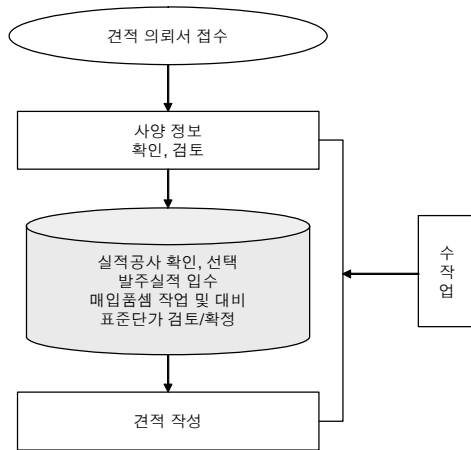 견적 의뢰서 접수
사양 정보
확인, 검토
실적공사 확인, 선택
발주실적 입수
매입품셈 작업 및 대비
표준단가 검토/확정
수
작
업
견적 작성